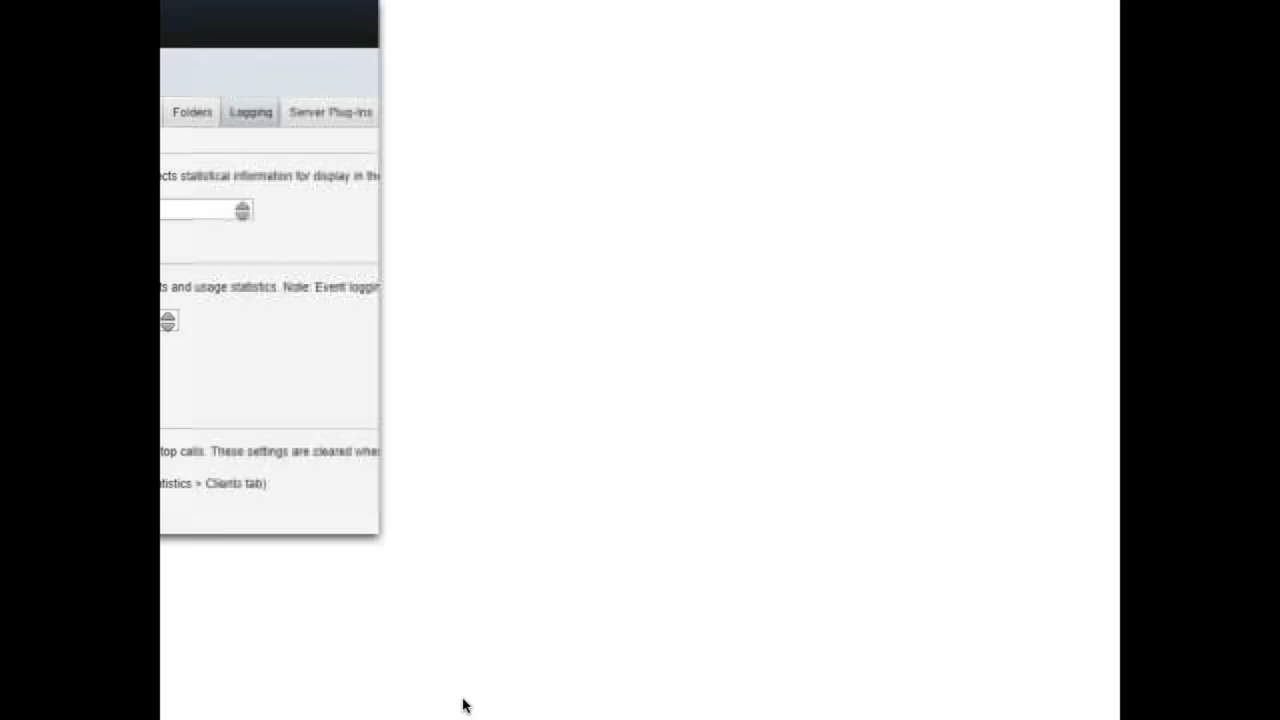 Folders Logging Server Plug-Ins
cts statistical information for display in the
ts and usage statistics. Note: Event loggin
top calls. These settings are cleared when
tistics > Clients tab)